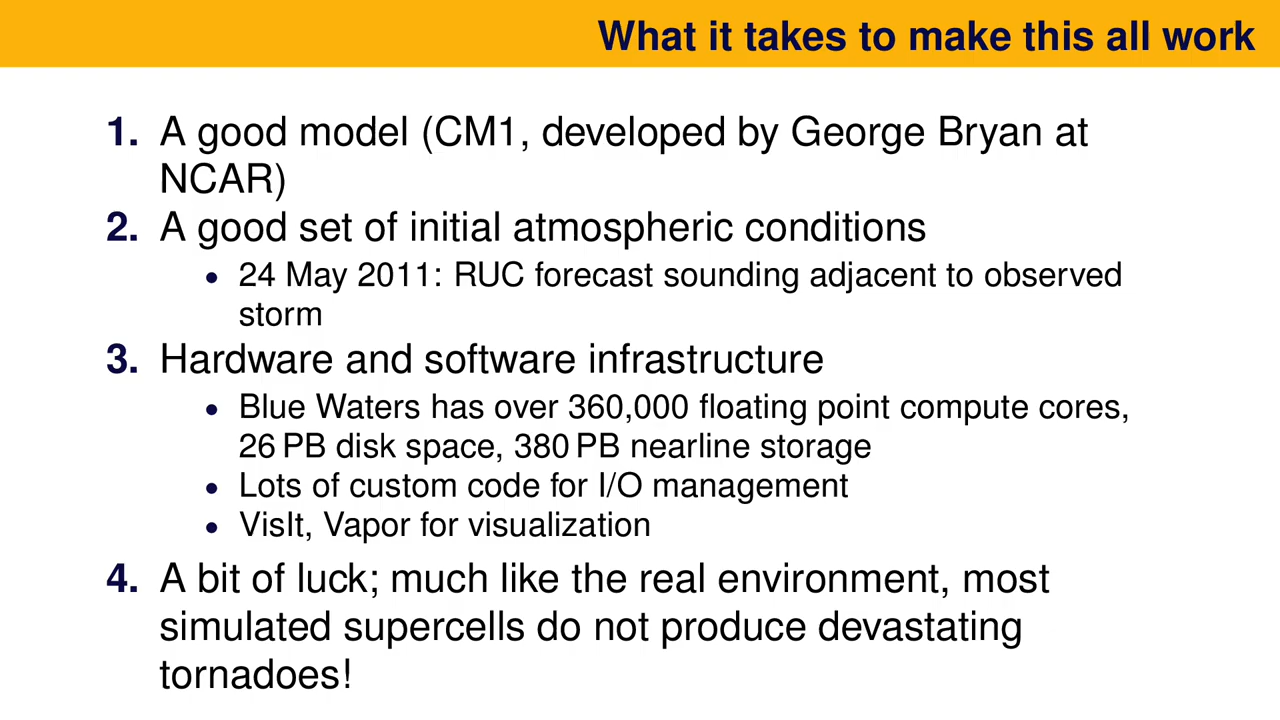 What it takes to make this all work
1. A good model (CM1, developed by George Bryan at
NCAR)
2. A good set of initial atmospheric conditions
• 24 May 2011: RUC forecast sounding adjacent to observed
storm
3. Hardware and software infrastructure
• Blue Waters has over 360,000 floating point compute cores,
26 PB disk space, 380 PB nearline storage
• Lots of custom code for I/O management
• VisIt, Vapor for visualization
4. A bit of luck; much like the real environment, most
simulated supercells do not produce devastating
tornadoes!